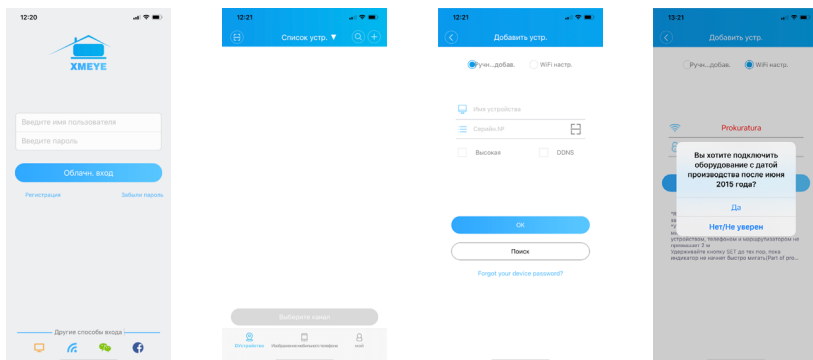 12:20
XMEYE
Введите имя пользователя
Введите пароль
Облачн. вход
Регистрация
Забыли пароль
Другие способы входа
12:21
Список устр. ▼
Выберите канал
12:21
Добавить устр.
Ручн...добав.
WiFi настр.
Имя устройства
Серийн.№
Высокая
DDNS
OK
Поиск
Forgot your device password?
13:21
Добавить устр.
Ручн...добав.
WiFi настр.
Prokuratura
Вы хотите подключить
оборудование с датой
производства после июня
2015 года?
Да
Нет/Не уверен
устройством, телефоном и маршрутизатором не
превышает 3 м
Удерживайте кнопку SET до тех пор, пока
индикатор не начнет быстро мигать(Part of pro...